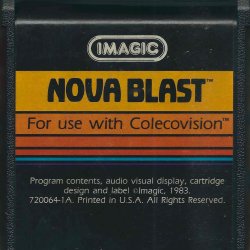 IMAGIC
NOVA BLAST™
For use with Colecovision™
Program contents, audio visual display, cartridge
design and label ©Imagic, 1983.
720064-1A. Printed in U.S.A. All Rights Reserved.